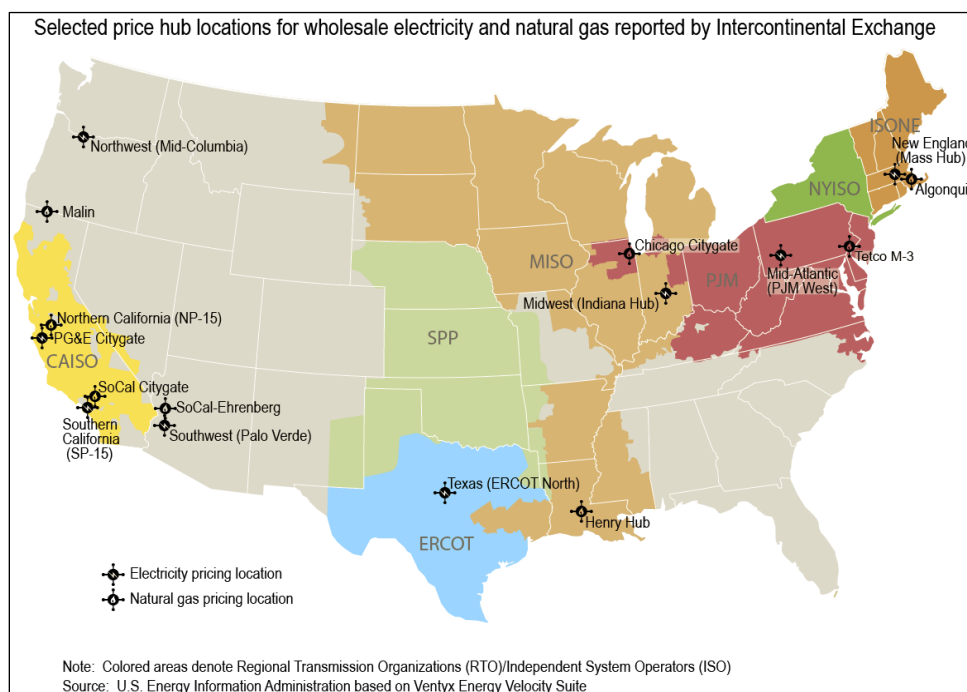 Selected price hub locations for wholesale electricity and natural gas reported by Intercontinental Exchange
ISONE
New England
(Mass Hub)
Algonqui
NYISO
Northwest (Mid-Columbia)
Malin
Chicago Citygate
MISO
PJM
Tetco M-3
Mid-Atlantic
(PJM West)
Midwest (Indiana Hub)
Northern California (NP-15)
PG&E Citygate
CAISO
SPP
SoCal Citygate
SoCal-Ehrenberg
Southern
California
(SP-15)
Southwest (Palo Verde)
Texas (ERCOT North)
Henry Hub
ERCOT
Electricity pricing location
Natural gas pricing location
Note: Colored areas denote Regional Transmission Organizations (RTO)/Independent System Operators (ISO)
Source: U.S. Energy Information Administration based on Ventyx Energy Velocity Suite